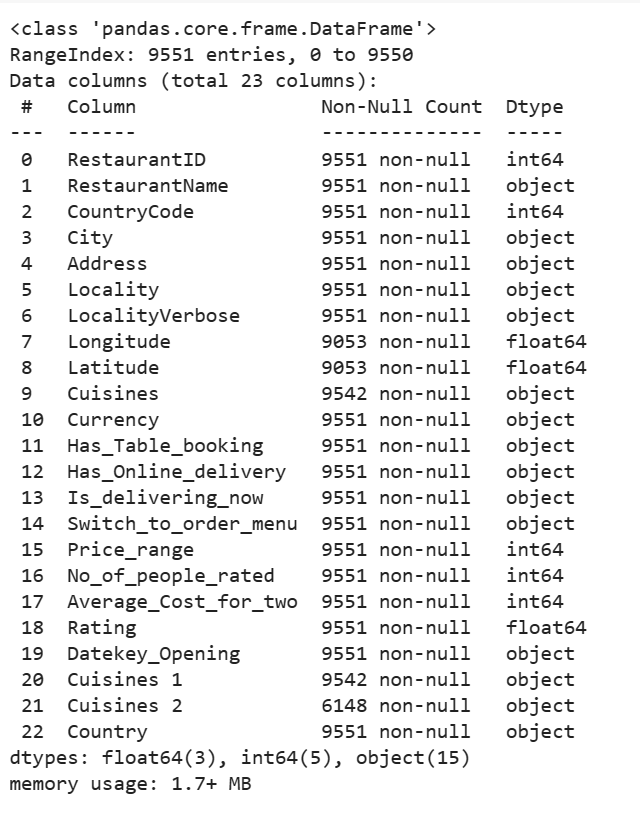 <class 'pandas.core.frame.DataFrame'>
RangeIndex: 9551 entries, 0 to 9550
Data columns (total 23 columns):
 #   Column                Non-Null Count  Dtype
---  ------                --------------  -----
 0   RestaurantID          9551 non-null   int64
 1   RestaurantName        9551 non-null   object
 2   CountryCode           9551 non-null   int64
 3   City                  9551 non-null   object
 4   Address               9551 non-null   object
 5   Locality              9551 non-null   object
 6   LocalityVerbose       9551 non-null   object
 7   Longitude             9053 non-null   float64
 8   Latitude              9053 non-null   float64
 9   Cuisines              9542 non-null   object
 10  Currency              9551 non-null   object
 11  Has_Table_booking     9551 non-null   object
 12  Has_Online_delivery   9551 non-null   object
 13  Is_delivering_now     9551 non-null   object
 14  Switch_to_order_menu  9551 non-null   object
 15  Price_range           9551 non-null   int64
 16  No_of_people_rated    9551 non-null   int64
 17  Average_Cost_for_two  9551 non-null   int64
 18  Rating                9551 non-null   float64
 19  Datekey_Opening       9551 non-null   object
 20  Cuisines 1            9542 non-null   object
 21  Cuisines 2            6148 non-null   object
 22  Country               9551 non-null   object
dtypes: float64(3), int64(5), object(15)
memory usage: 1.7+ MB